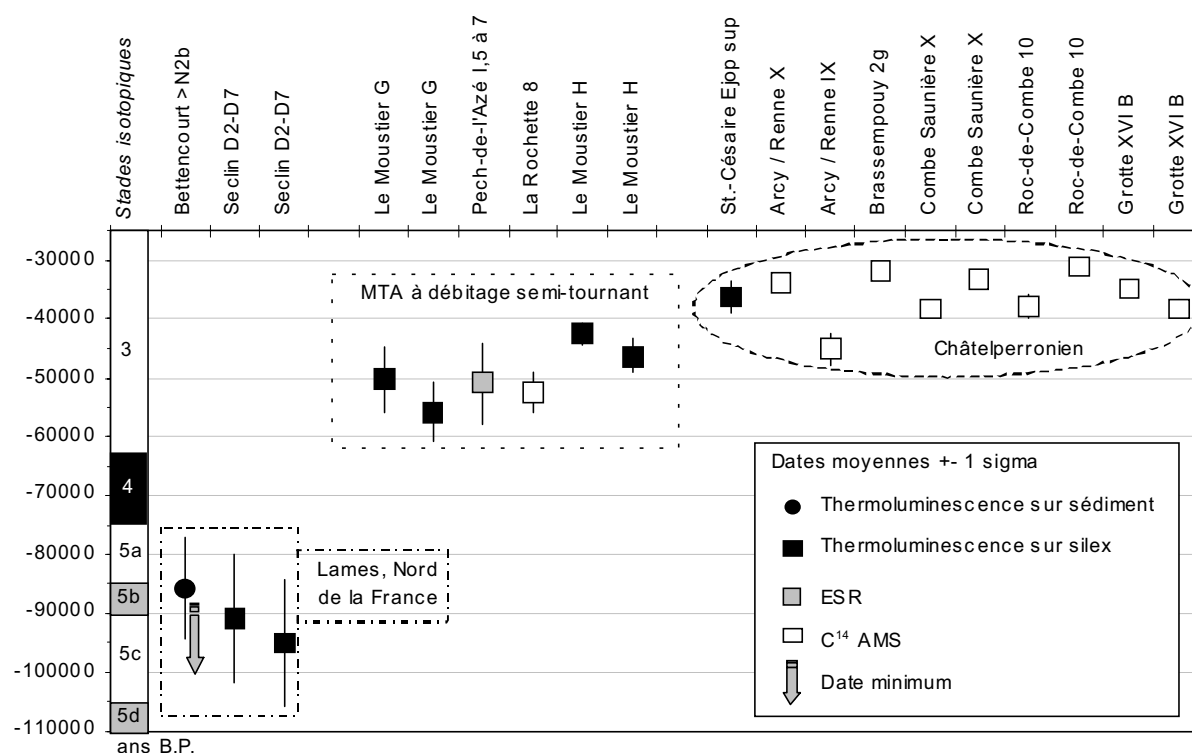 Stades isotopiques
Bettencourt > N2b
Seclin D2-D7
Seclin D2-D7
Le Moustier G
Le Moustier G
Pech-de-l'Azé I,5 à 7
La Rochette 8
Le Moustier H
Le Moustier H
St.-Césaire Ejop sup
Arcy / Renne X
Arcy / Renne IX
Brassempouy 2g
Combe Saunière X
Combe Saunière X
Roc-de-Combe 10
Roc-de-Combe 10
Grotte XVI B
Grotte XVI B
-30000
-40000
-50000
-60000
-70000
-80000
-90000
-100000
-110000
ans B.P.
3
4
5a
5b
5c
5d
MTA à débitage semi-tournant
Châtelperronien
Lames, Nord
de la France
Dates moyennes +- 1 sigma
Thermoluminescence sur sédiment
Thermoluminescence sur silex
ESR
C¹⁴ AMS
Date minimum